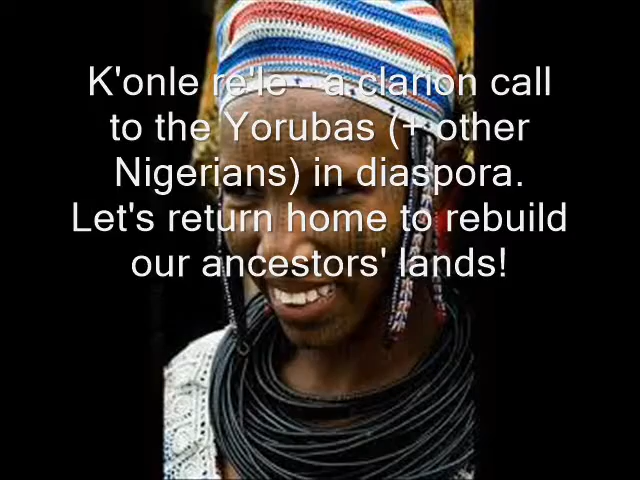 K'onle re'le - a clarion call
to the Yorubas (+ other
Nigerians) in diaspora.
Let's return home to rebuild
our ancestors' lands!